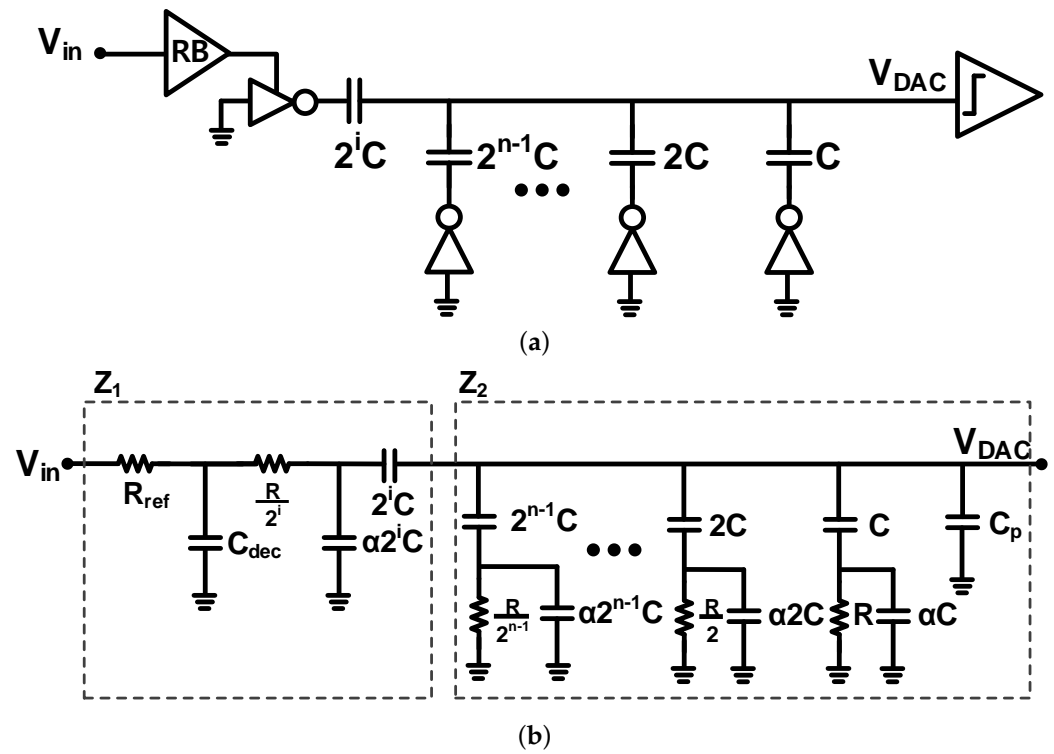 V_in RB V_DAC
2^iC 2^{n-1}C 2C C
(a)
Z_1 Z_2
V_in V_DAC
R_ref R/2^i 2^iC 2^{n-1}C 2C C C_p
C_dec α2^iC
R/2^{n-1} α2^{n-1}C R/2 α2C R αC
(b)